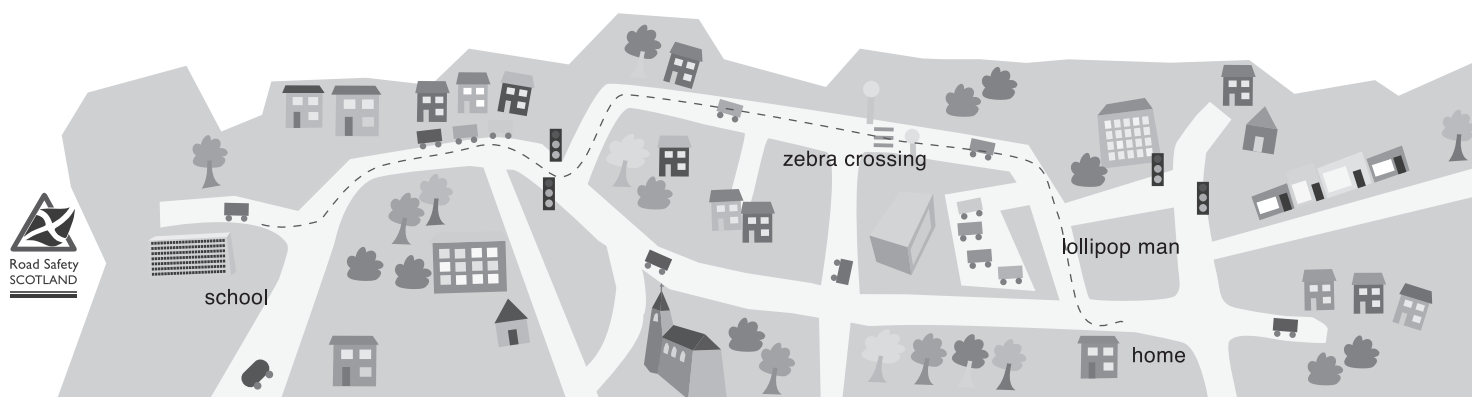 zebra crossing
lollipop man
Road Safety
SCOTLAND
school
home